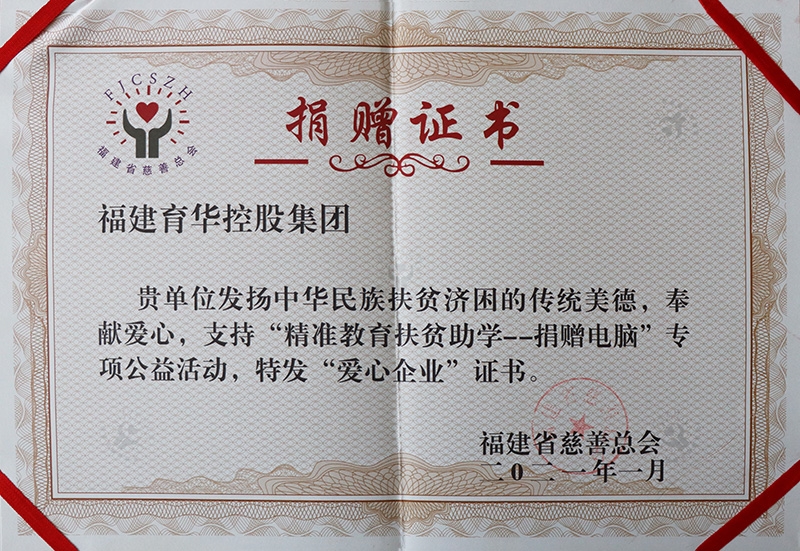 FJCSZH
福建省慈善总会
捐赠证书
福建育华控股集团
贵单位发扬中华民族扶贫济困的传统美德，奉
献爱心，支持“精准教育扶贫助学--捐赠电脑”专
项公益活动，特发“爱心企业”证书。
福建省慈善总会
二0二一年一月